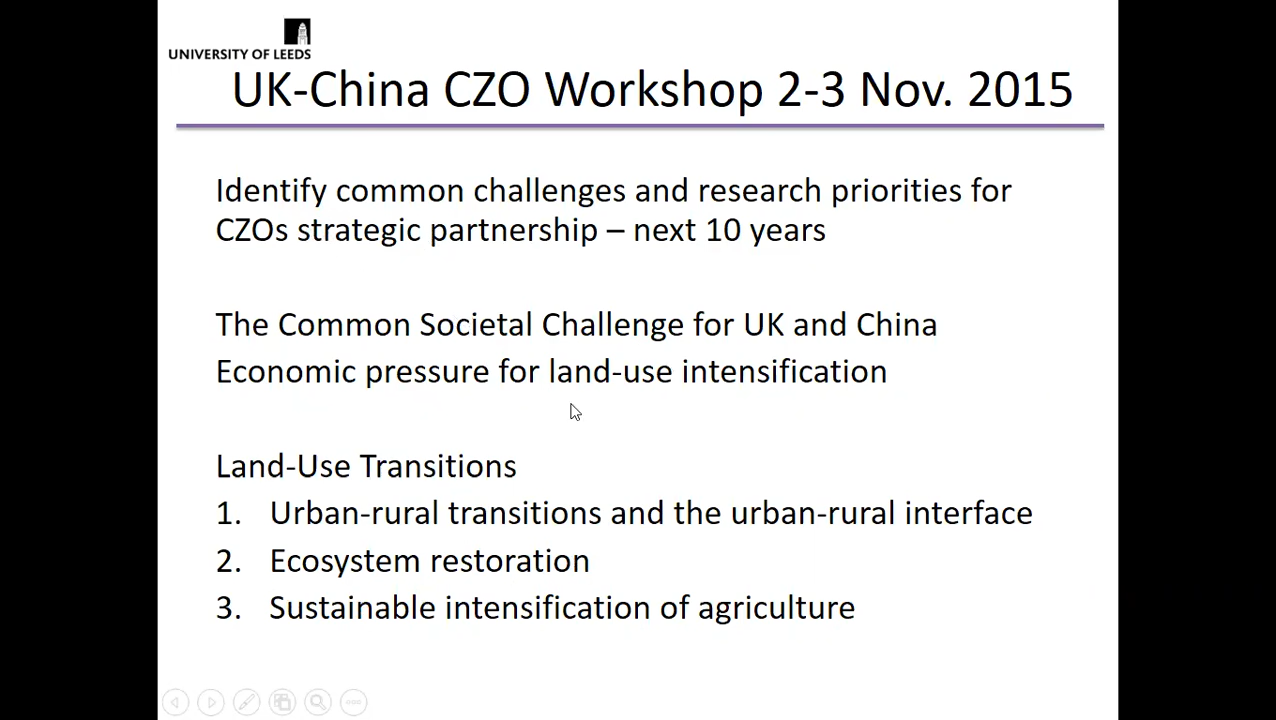 UNIVERSITY OF LEEDS
UK-China CZO Workshop 2-3 Nov. 2015
Identify common challenges and research priorities for
CZOs strategic partnership – next 10 years
The Common Societal Challenge for UK and China
Economic pressure for land-use intensification
Land-Use Transitions
1. Urban-rural transitions and the urban-rural interface
2. Ecosystem restoration
3. Sustainable intensification of agriculture